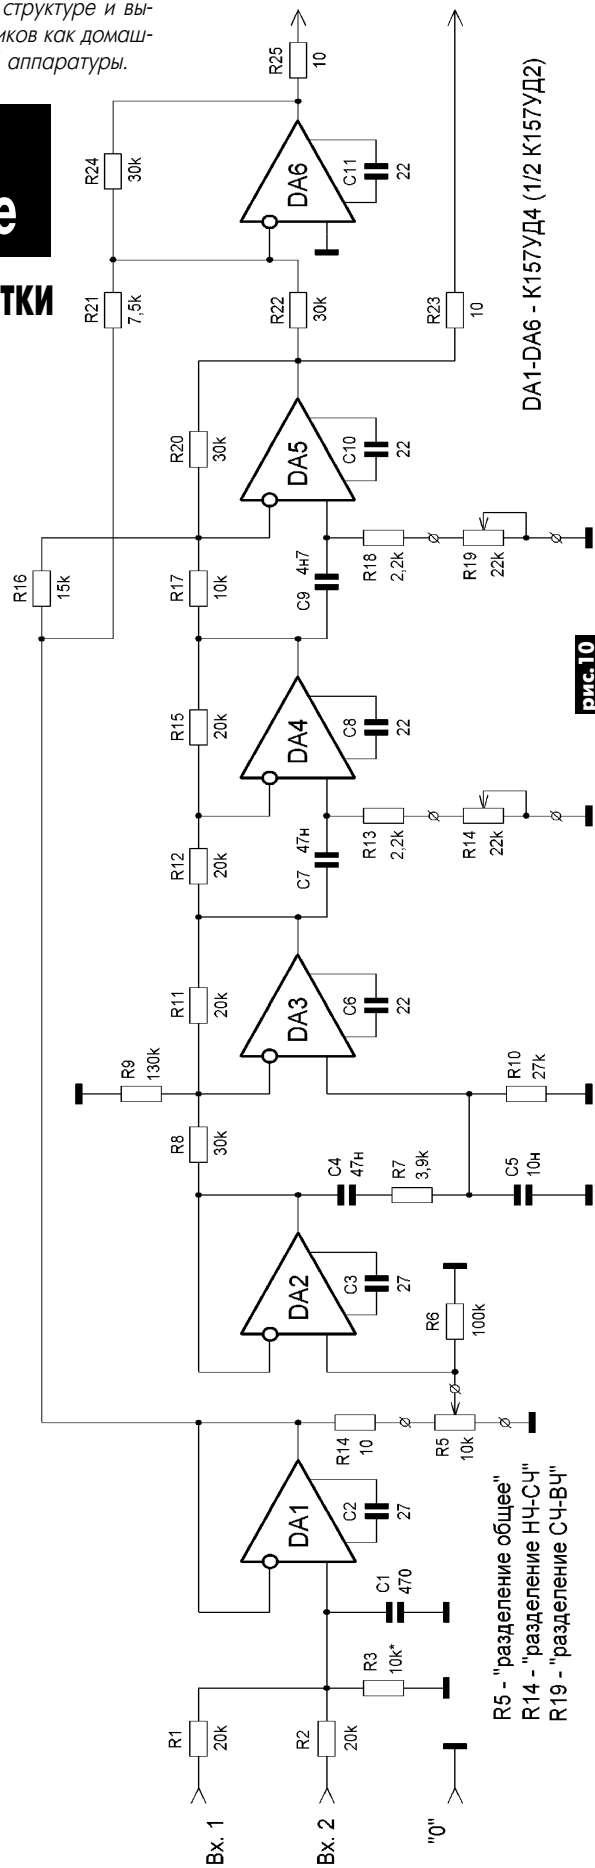 структуре и вы-
иков как домаш-
аппаратуры.
е
тки
R25
10
R24
30k
DA6
C11
22
R21
7,5k
R22
30k
R23
10
DA1-DA6 - К157УД4 (1/2 К157УД2)
R20
30k
DA5
C10
22
R16
15k
R17
10k
C9
4н7
R18
2,2k
R19
22k
рис.10
R15
20k
DA4
C8
22
R12
20k
C7
47н
R13
2,2k
R14
22k
R11
20k
DA3
C6
22
R9
130k
R10
27k
R8
30k
C4
47н
R7
3,9k
C5
10н
DA2
C3
27
R6
100k
R14
10
R5
10k
DA1
C2
27
C1
470
R3
10k*
R1
20k
R2
20k
Вх. 1
Вх. 2
"0"
R5 - "разделение общее"
R14 - "разделение НЧ-СЧ"
R19 - "разделение СЧ-ВЧ"